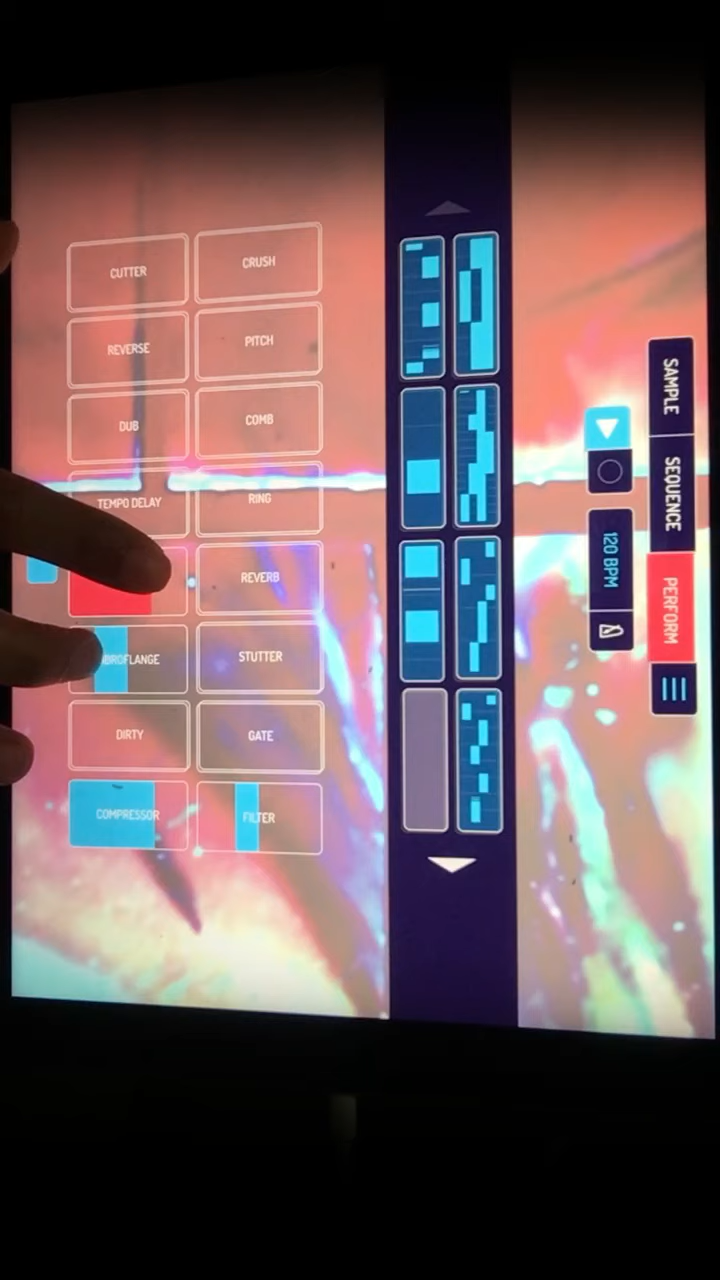 CUTTER
CRUSH
REVERSE
PITCH
DUB
COMB
TEMPO DELAY
RING
REVERB
STUTTER
DIRTY
GATE
COMPRESSOR
FILTER
SAMPLE
SEQUENCE
PERFORM
120 BPM